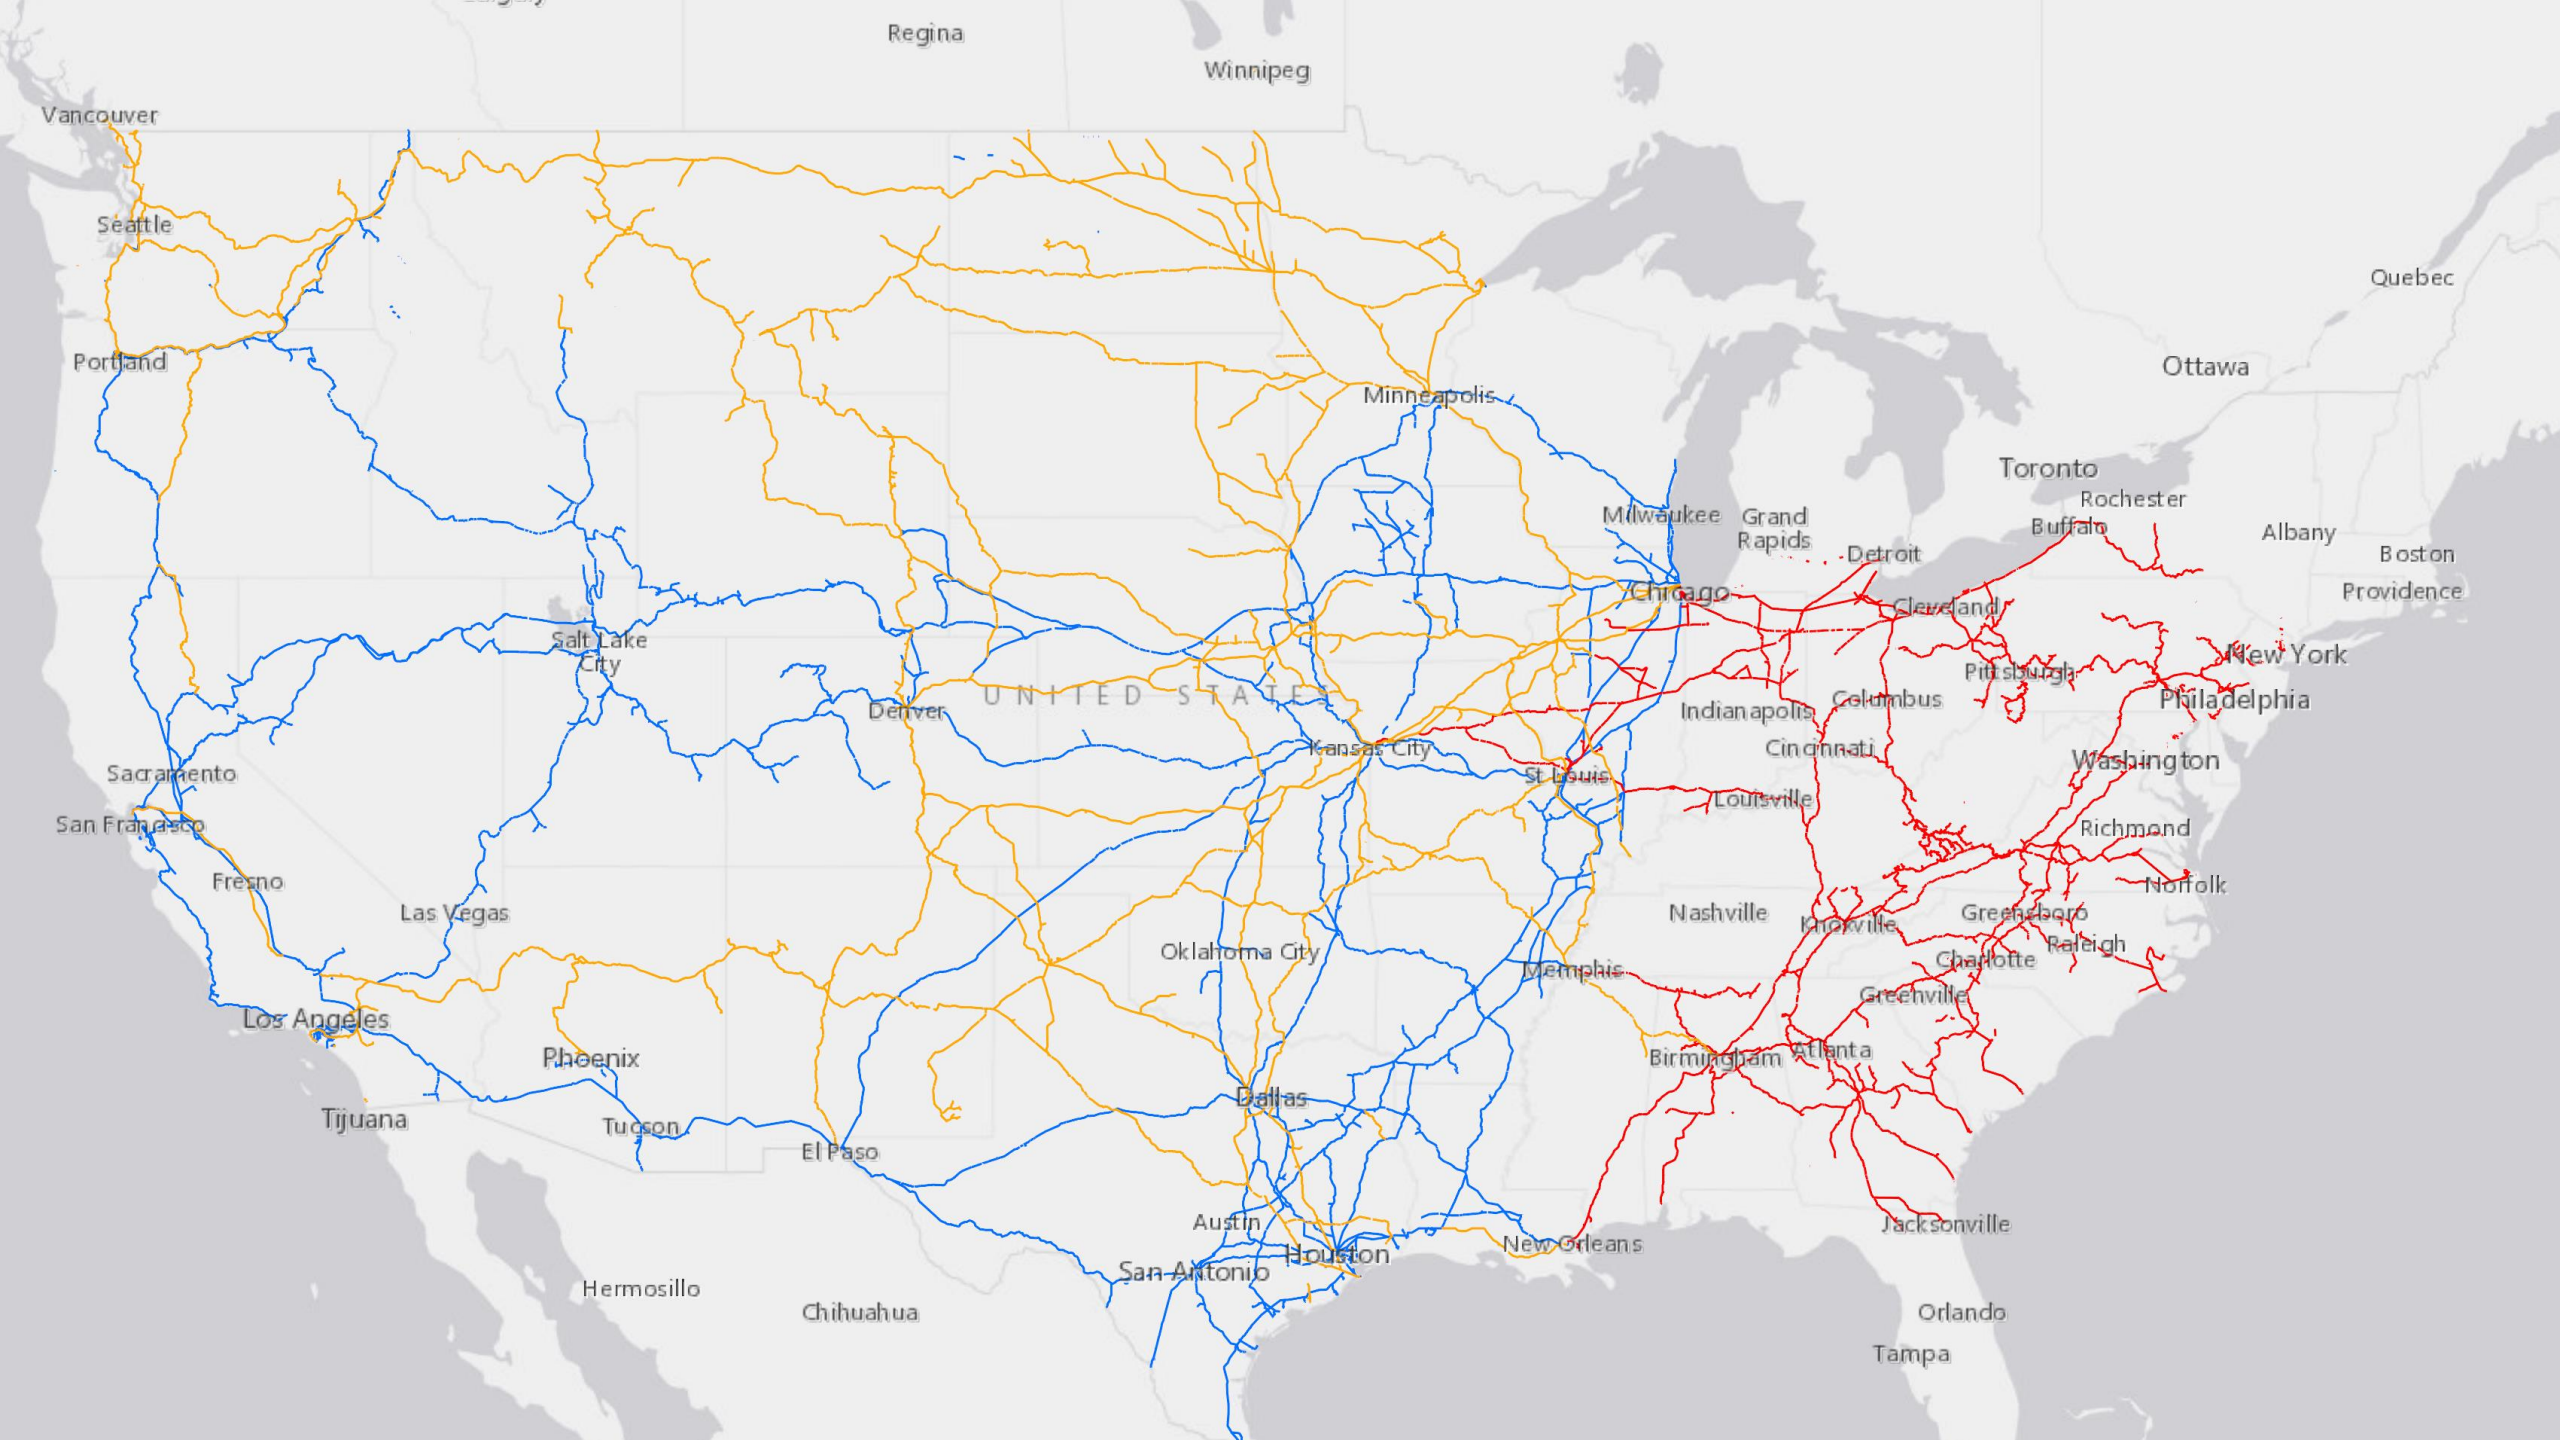 Regina
Winnipeg
Vancouver
Seattle
Quebec
Portland
Ottawa
Minneapolis
Toronto
Rochester
Milwaukee
Grand
Rapids
Buffalo
Albany
Detroit
Boston
Chicago
Providence
Cleveland
Salt Lake
City
New York
Pittsburgh
UNITED STATES
Denver
Indianapolis
Columbus
Philadelphia
Kansas City
Cincinnati
Washington
Sacramento
St Louis
Louisville
San Francisco
Richmond
Fresno
Norfolk
Las Vegas
Nashville
Knoxville
Greensboro
Oklahoma City
Raleigh
Memphis
Charlotte
Greenville
Los Angeles
Phoenix
Birmingham
Atlanta
Dallas
Tijuana
Tucson
El Paso
Austin
Jacksonville
New Orleans
Houston
San Antonio
Hermosillo
Chihuahua
Orlando
Tampa